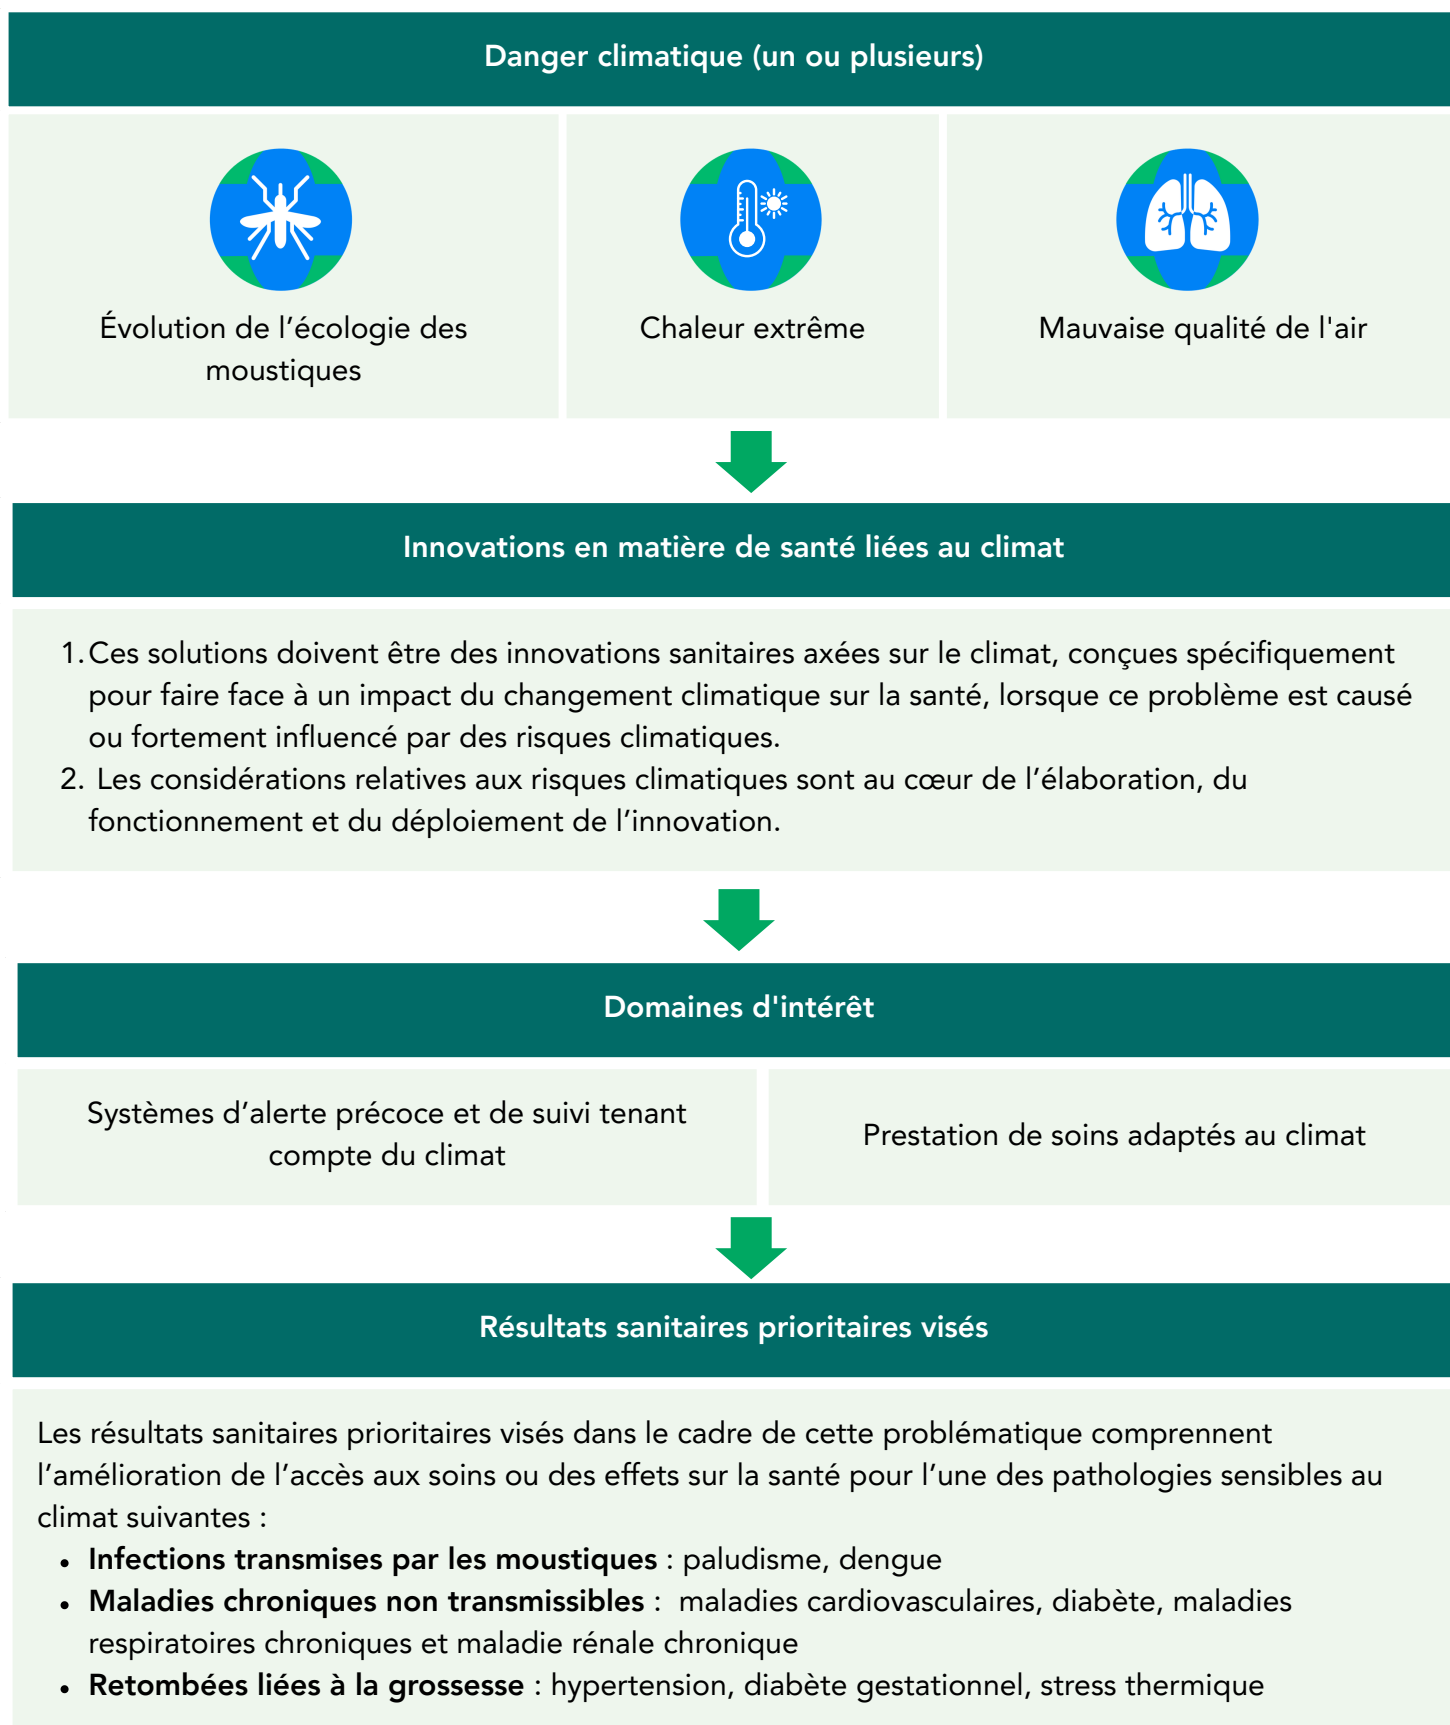 Danger climatique (un ou plusieurs)
Évolution de l’écologie des
moustiques
Chaleur extrême
Mauvaise qualité de l'air
Innovations en matière de santé liées au climat
1. Ces solutions doivent être des innovations sanitaires axées sur le climat, conçues spécifiquement
pour faire face à un impact du changement climatique sur la santé, lorsque ce problème est causé
ou fortement influencé par des risques climatiques.
2. Les considérations relatives aux risques climatiques sont au cœur de l’élaboration, du
fonctionnement et du déploiement de l’innovation.
Domaines d'intérêt
Systèmes d’alerte précoce et de suivi tenant
compte du climat
Prestation de soins adaptés au climat
Résultats sanitaires prioritaires visés
Les résultats sanitaires prioritaires visés dans le cadre de cette problématique comprennent
l’amélioration de l’accès aux soins ou des effets sur la santé pour l’une des pathologies sensibles au
climat suivantes :
• Infections transmises par les moustiques : paludisme, dengue
• Maladies chroniques non transmissibles : maladies cardiovasculaires, diabète, maladies
respiratoires chroniques et maladie rénale chronique
• Retombées liées à la grossesse : hypertension, diabète gestationnel, stress thermique